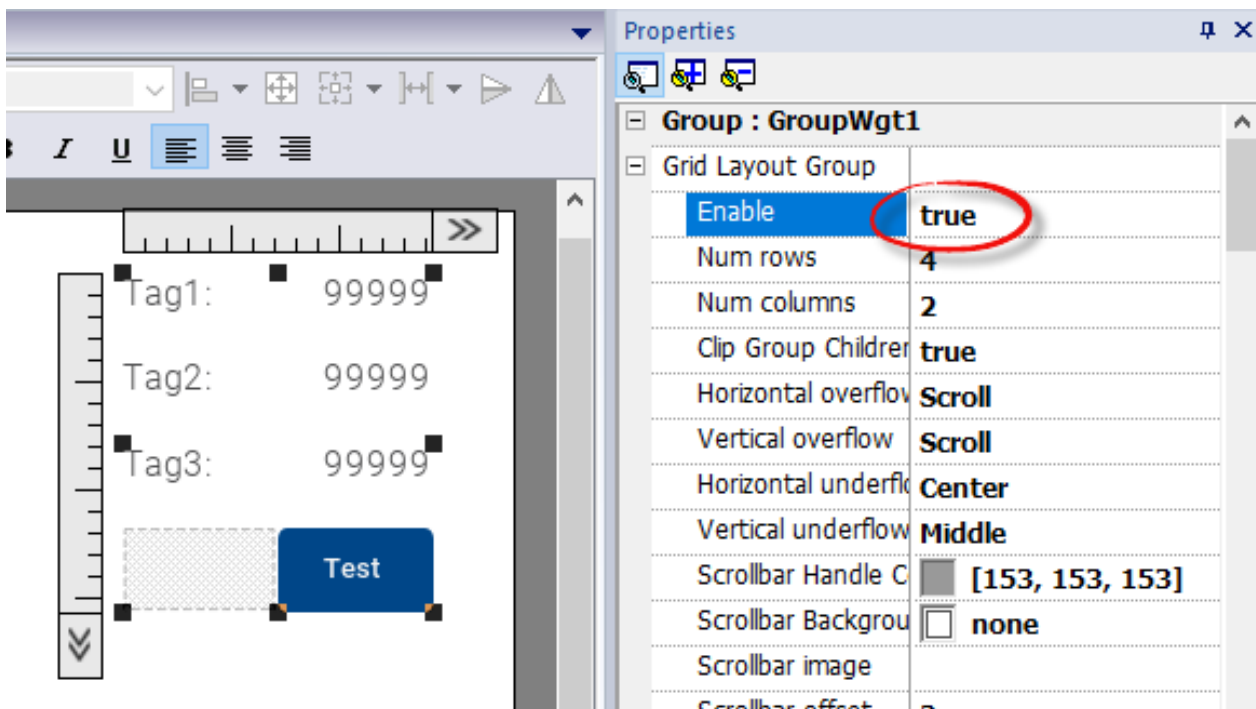 Properties
I U
Group : GroupWgt1
Grid Layout Group
Enable true
Num rows 4
Num columns 2
Clip Group Childrer true
Horizontal overflov Scroll
Vertical overflow Scroll
Horizontal underflo Center
Vertical underflow Middle
Scrollbar Handle C [153, 153, 153]
Scrollbar Backgrou none
Scrollbar image
Scrollbar offset
Tag1: 99999
Tag2: 99999
Tag3: 99999
Test